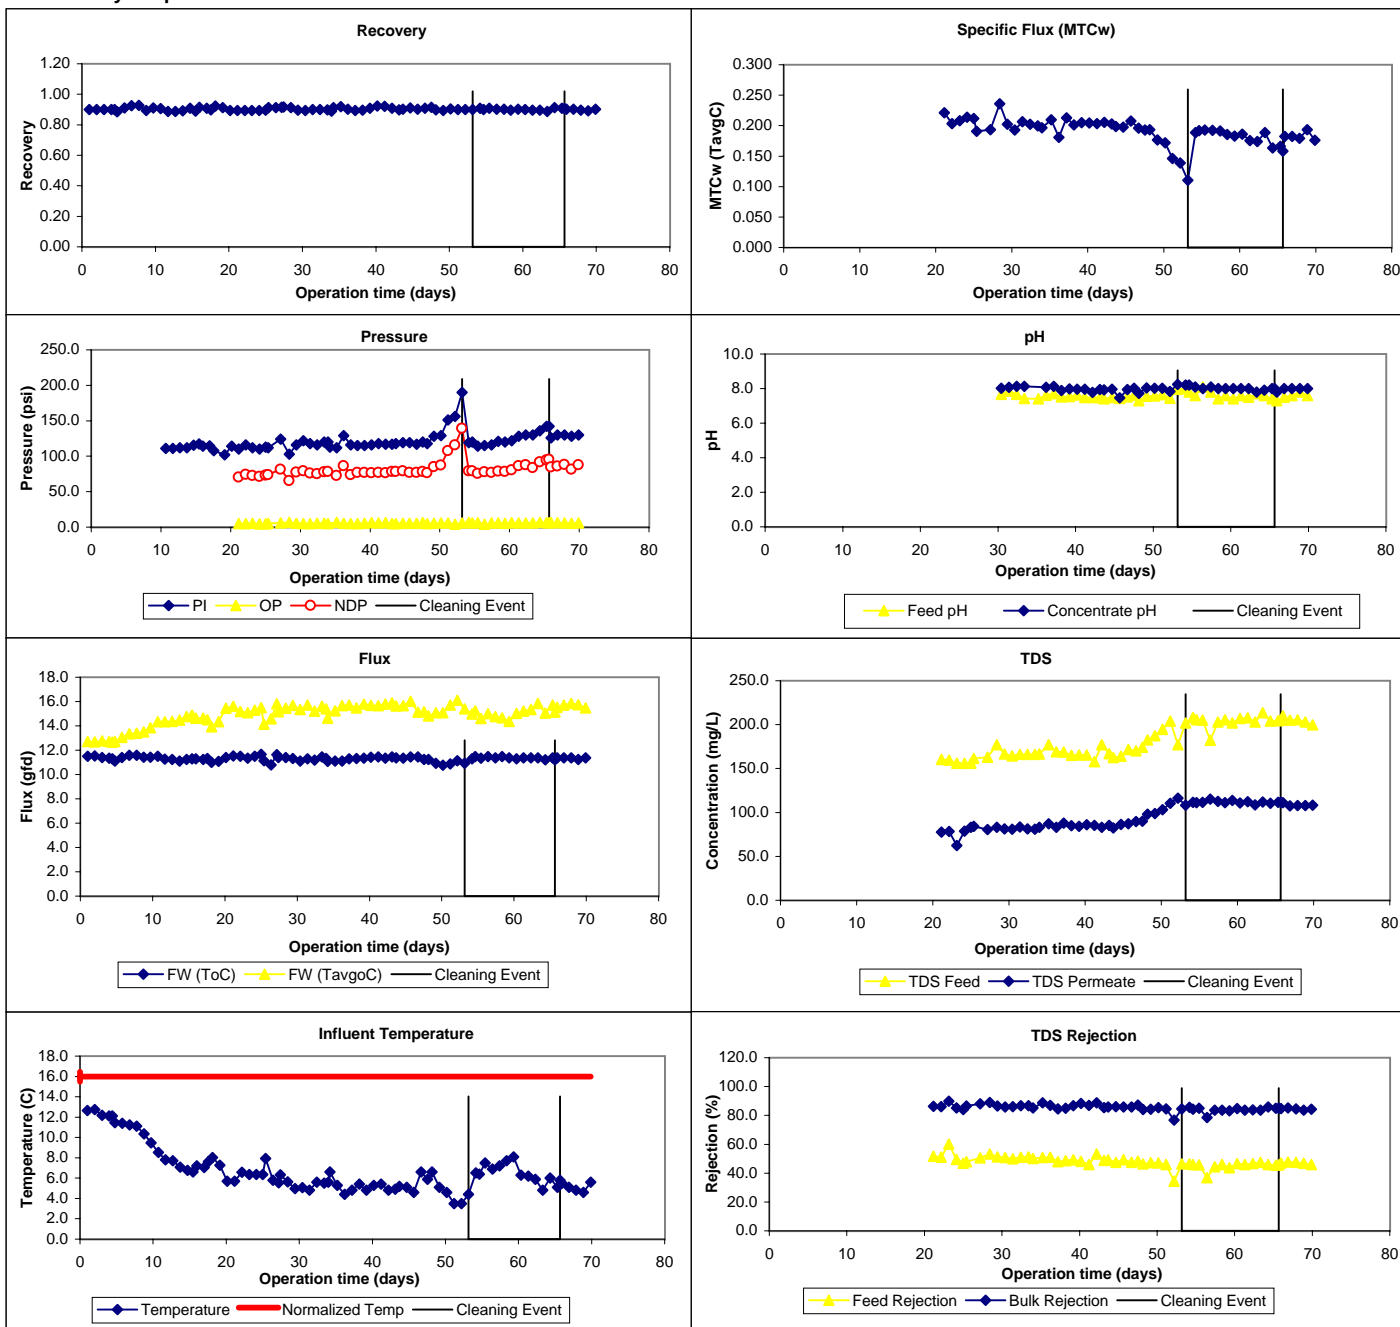 Recovery
1.20
1.00
0.80
0.60
0.40
0.20
0.00
Recovery
0 10 20 30 40 50 60 70 80
Operation time (days)
Specific Flux (MTCw)
0.300
0.250
0.200
0.150
0.100
0.050
0.000
MTCw (TavgC)
0 10 20 30 40 50 60 70 80
Operation time (days)
Pressure
250.0
200.0
150.0
100.0
50.0
0.0
Pressure (psi)
0 10 20 30 40 50 60 70 80
Operation time (days)
PI OP NDP Cleaning Event
pH
10.0
8.0
6.0
4.0
2.0
0.0
pH
0 10 20 30 40 50 60 70 80
Operation time (days)
Feed pH Concentrate pH Cleaning Event
Flux
18.0
16.0
14.0
12.0
10.0
8.0
6.0
4.0
2.0
0.0
Flux (gfd)
0 10 20 30 40 50 60 70 80
Operation time (days)
FW (ToC) FW (TavgoC) Cleaning Event
TDS
250.0
200.0
150.0
100.0
50.0
0.0
Concentration (mg/L)
0 10 20 30 40 50 60 70 80
Operation time (days)
TDS Feed TDS Permeate Cleaning Event
Influent Temperature
18.0
16.0
14.0
12.0
10.0
8.0
6.0
4.0
2.0
0.0
Temperature (C)
0 10 20 30 40 50 60 70 80
Operation time (days)
Temperature Normalized Temp Cleaning Event
TDS Rejection
120.0
100.0
80.0
60.0
40.0
20.0
0.0
Rejection (%)
0 10 20 30 40 50 60 70 80
Operation time (days)
Feed Rejection Bulk Rejection Cleaning Event